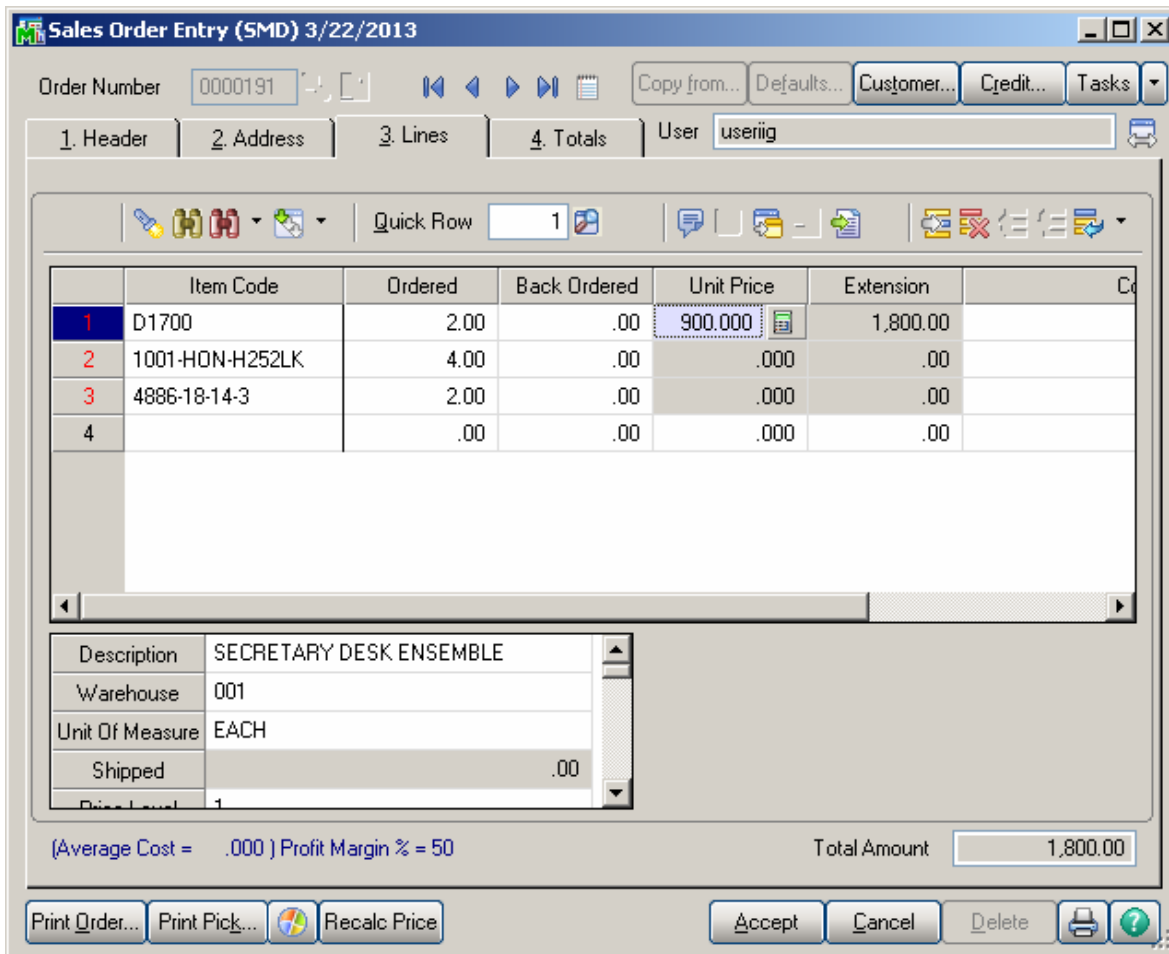 Sales Order Entry (SMD) 3/22/2013
Order Number 0000191 Copy from... Defaults... Customer... Credit... Tasks
1. Header 2. Address 3. Lines 4. Totals User useriig
Quick Row 1
Item Code Ordered Back Ordered Unit Price Extension
1 D1700 2.00 .00 900.000 1,800.00
2 1001-HON-H252LK 4.00 .00 .000 .00
3 4886-18-14-3 2.00 .00 .000 .00
4 .00 .00 .000 .00
Description SECRETARY DESK ENSEMBLE
Warehouse 001
Unit Of Measure EACH
Shipped .00
Price Level 1
(Average Cost = .000 ) Profit Margin % = 50 Total Amount 1,800.00
Print Order... Print Pick... Recalc Price Accept Cancel Delete